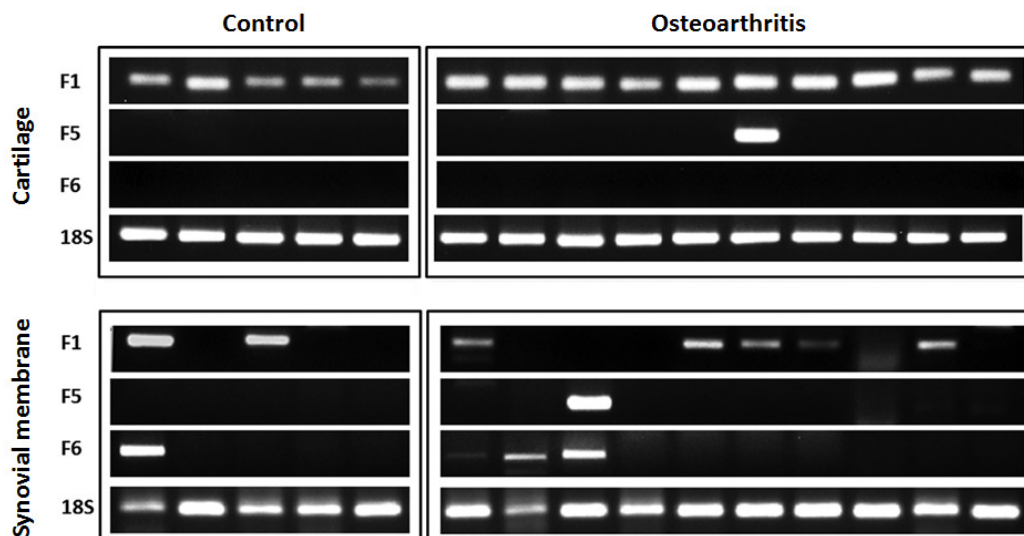 Control Osteoarthritis
Cartilage
F1
F5
F6
18S
Synovial membrane
F1
F5
F6
18S